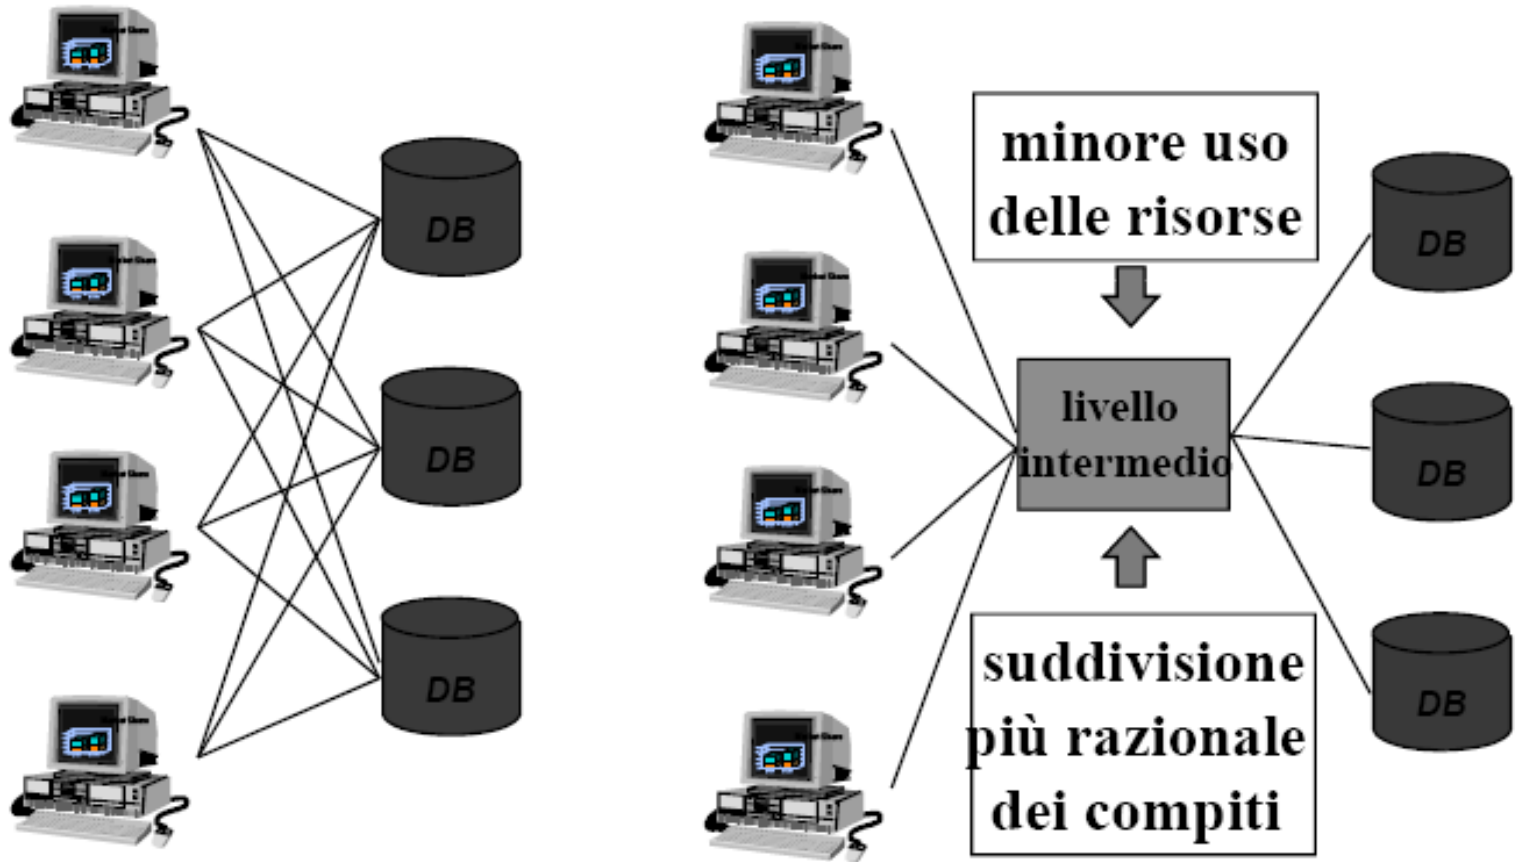 DB
DB
DB
minore uso
delle risorse
livello
intermedio
suddivisione
più razionale
dei compiti
DB
DB
DB